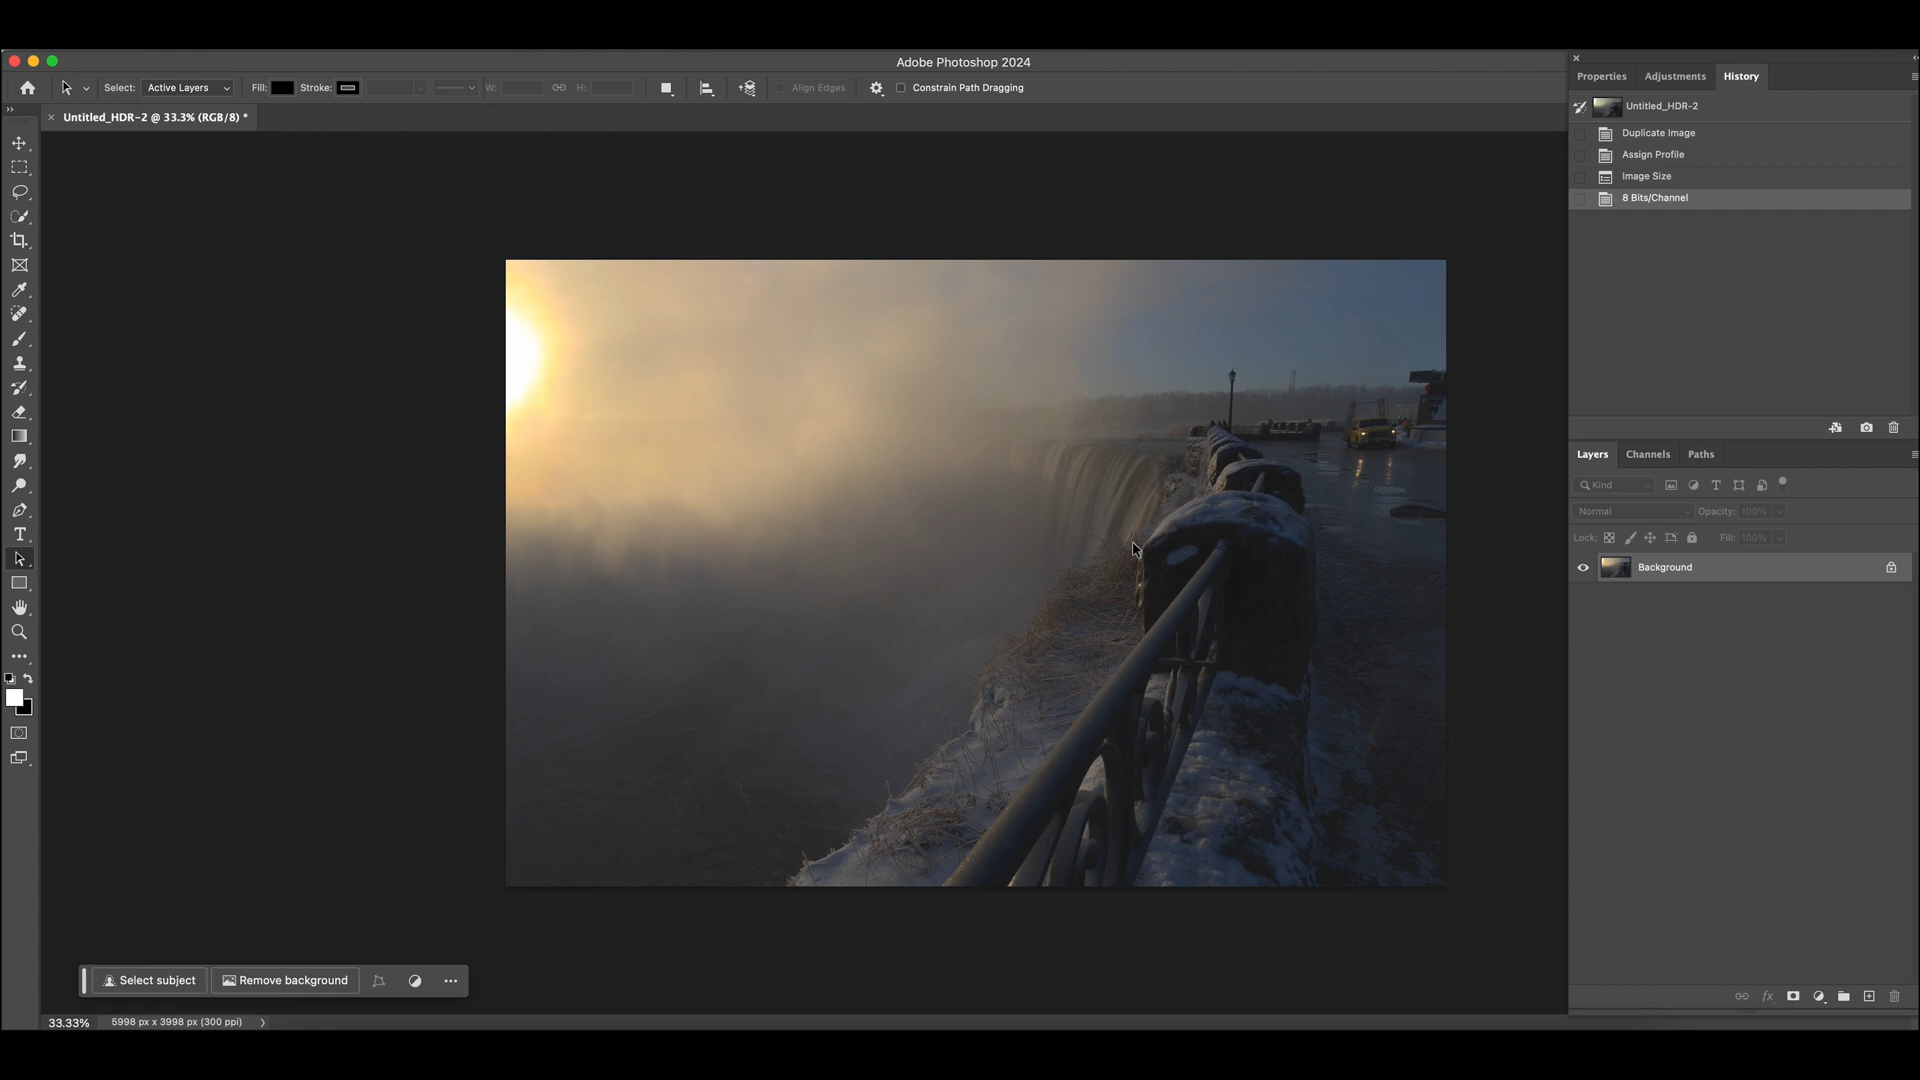 Adobe Photoshop 2024
Select: Active Layers Fill: Stroke: W: H: Align Edges Constrain Path Dragging
Untitled_HDR-2 @ 33.3% (RGB/8) *
Properties Adjustments History
Untitled_HDR-2
Duplicate Image
Assign Profile
Image Size
8 Bits/Channel
Layers Channels Paths
Kind
Normal Opacity: 100%
Lock: Fill: 100%
Background
Select subject Remove background
33.33% 5998 px x 3998 px (300 ppi)